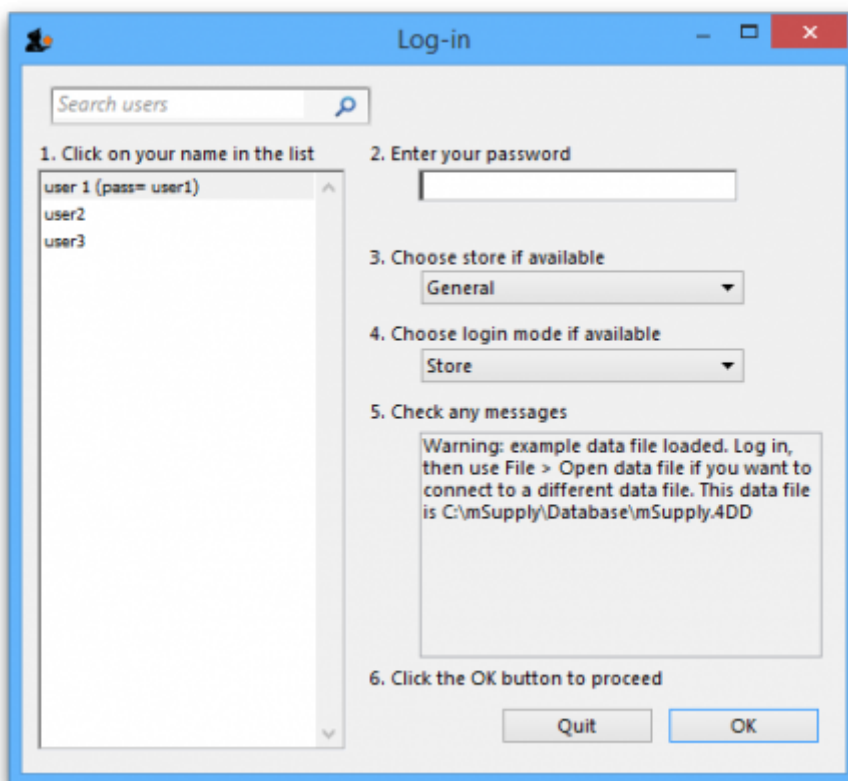 Log-in
Search users
1. Click on your name in the list
user 1 (pass= user1)
user2
user3
2. Enter your password
3. Choose store if available
General
4. Choose login mode if available
Store
5. Check any messages
Warning: example data file loaded. Log in,
then use File > Open data file if you want to
connect to a different data file. This data file
is C:\mSupply\Database\mSupply.4DD
6. Click the OK button to proceed
Quit
OK